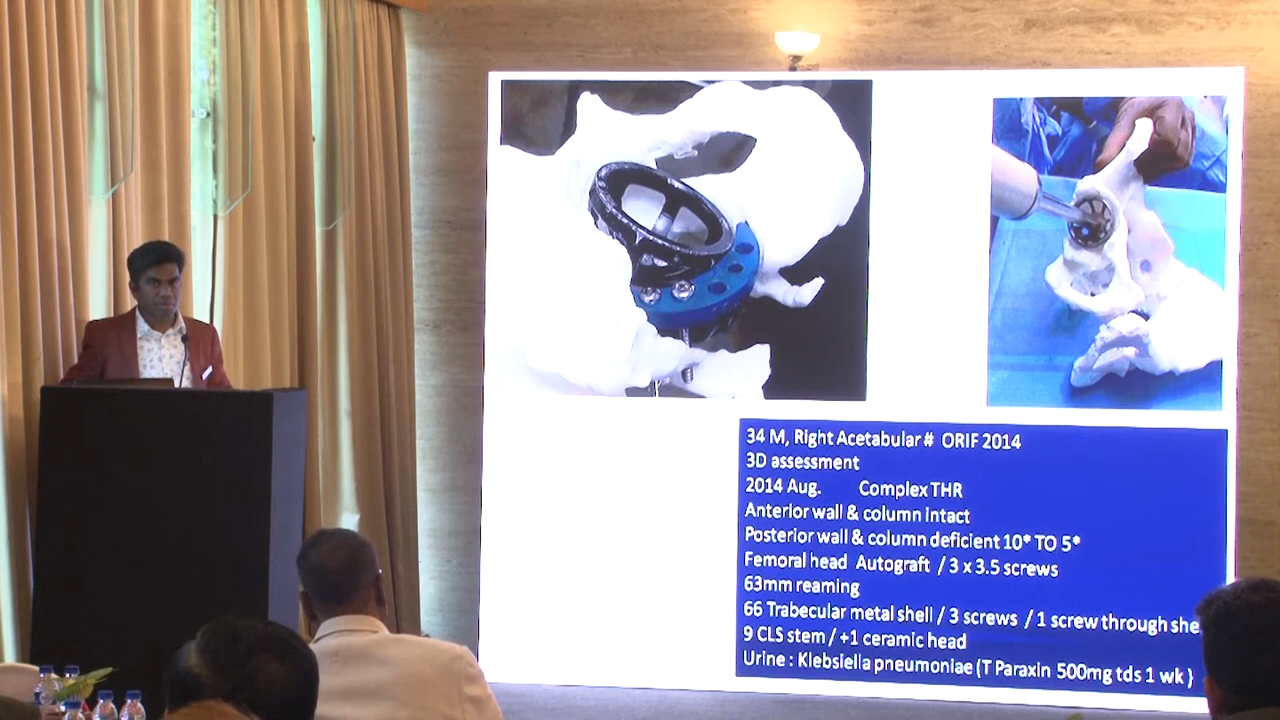 34 M, Right Acetabular # ORIF 2014
3D assessment
2014 Aug. Complex THR
Anterior wall & column intact
Posterior wall & column deficient 10* TO 5*
Femoral head Autograft / 3 x 3.5 screws
63mm reaming
66 Trabecular metal shell / 3 screws / 1 screw through she
9 CLS stem / +1 ceramic head
Urine : Klebsiella pneumoniae (T Paraxin 500mg tds 1 wk )